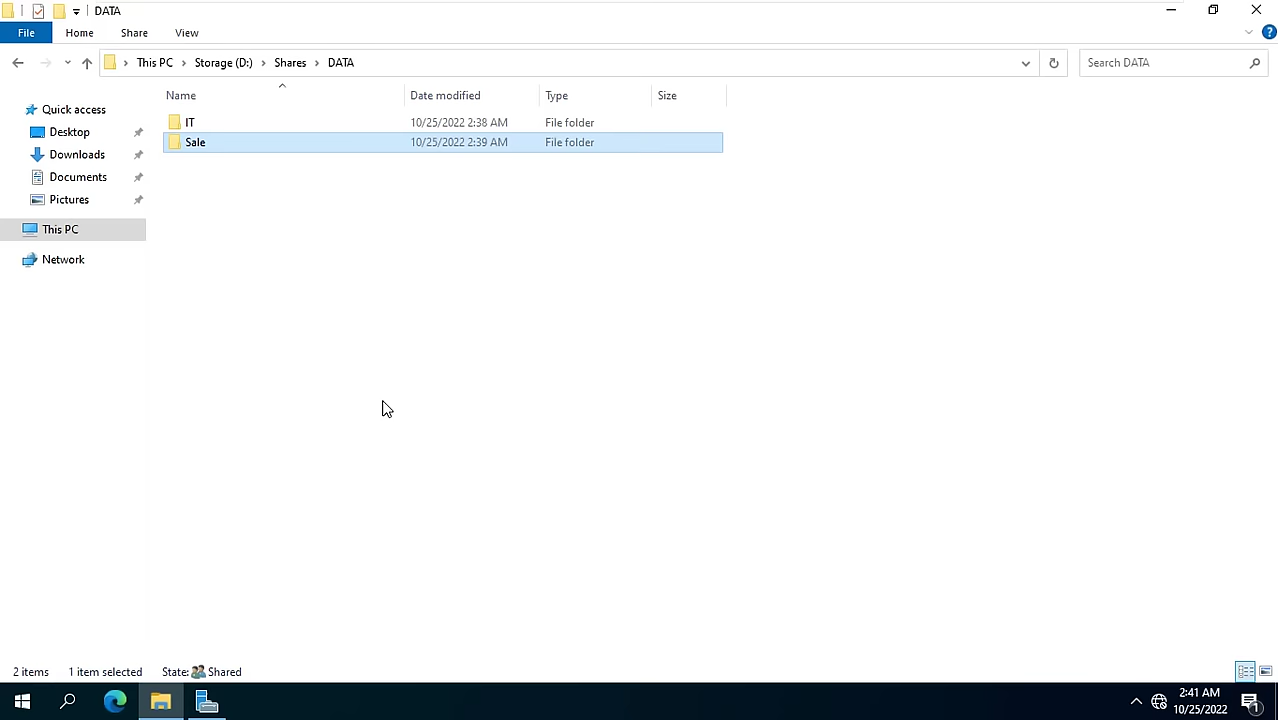 DATA
File Home Share View
This PC Storage (D:) Shares DATA
Search DATA
Name Date modified Type Size
Quick access
Desktop
Downloads
Documents
Pictures
This PC
Network
IT 10/25/2022 2:38 AM File folder
Sale 10/25/2022 2:39 AM File folder
2 items 1 item selected State: Shared
2:41 AM
10/25/2022
1